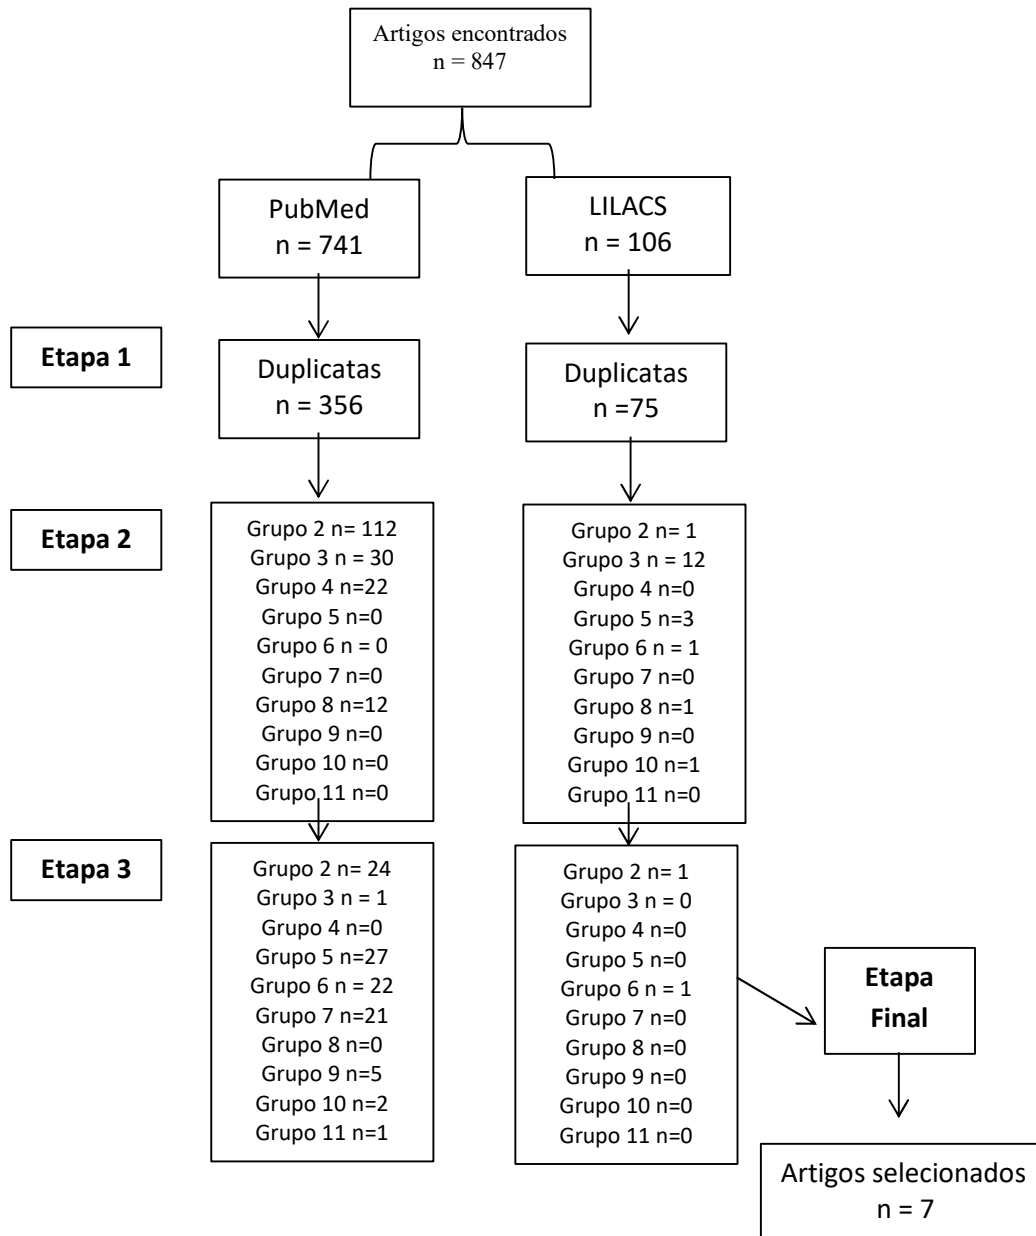 Artigos encontrados
n = 847
PubMed
n = 741
LILACS
n = 106
Etapa 1
Duplicatas
n = 356
Duplicatas
n =75
Etapa 2
Grupo 2 n= 112
Grupo 3 n = 30
Grupo 4 n=22
Grupo 5 n=0
Grupo 6 n = 0
Grupo 7 n=0
Grupo 8 n=12
Grupo 9 n=0
Grupo 10 n=0
Grupo 11 n=0
Grupo 2 n= 1
Grupo 3 n = 12
Grupo 4 n=0
Grupo 5 n=3
Grupo 6 n = 1
Grupo 7 n=0
Grupo 8 n=1
Grupo 9 n=0
Grupo 10 n=1
Grupo 11 n=0
Etapa 3
Grupo 2 n= 24
Grupo 3 n = 1
Grupo 4 n=0
Grupo 5 n=27
Grupo 6 n = 22
Grupo 7 n=21
Grupo 8 n=0
Grupo 9 n=5
Grupo 10 n=2
Grupo 11 n=1
Grupo 2 n= 1
Grupo 3 n = 0
Grupo 4 n=0
Grupo 5 n=0
Grupo 6 n = 1
Grupo 7 n=0
Grupo 8 n=0
Grupo 9 n=0
Grupo 10 n=0
Grupo 11 n=0
Etapa
Final
Artigos selecionados
n = 7